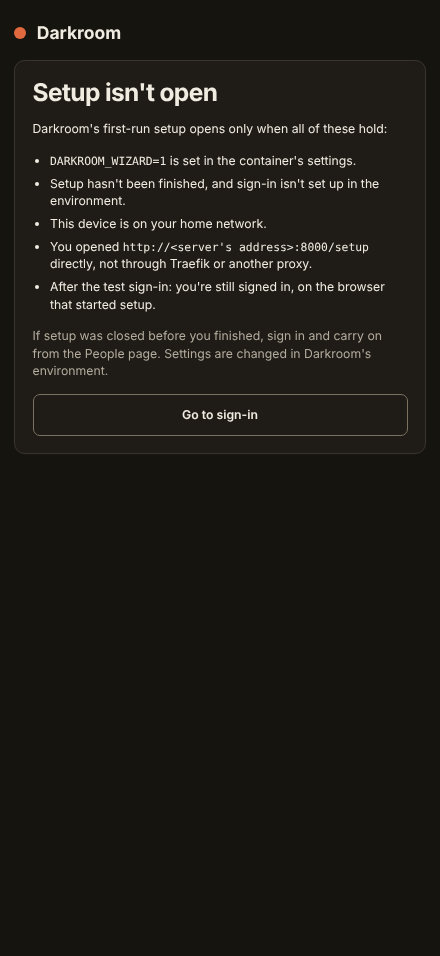 Darkroom
Setup isn't open
Darkroom's first-run setup opens only when all of these hold:
• DARKROOM_WIZARD=1 is set in the container's settings.
• Setup hasn't been finished, and sign-in isn't set up in the
environment.
• This device is on your home network.
• You opened http://<server's address>:8000/setup
directly, not through Traefik or another proxy.
• After the test sign-in: you're still signed in, on the browser
that started setup.
If setup was closed before you finished, sign in and carry on
from the People page. Settings are changed in Darkroom's
environment.
Go to sign-in